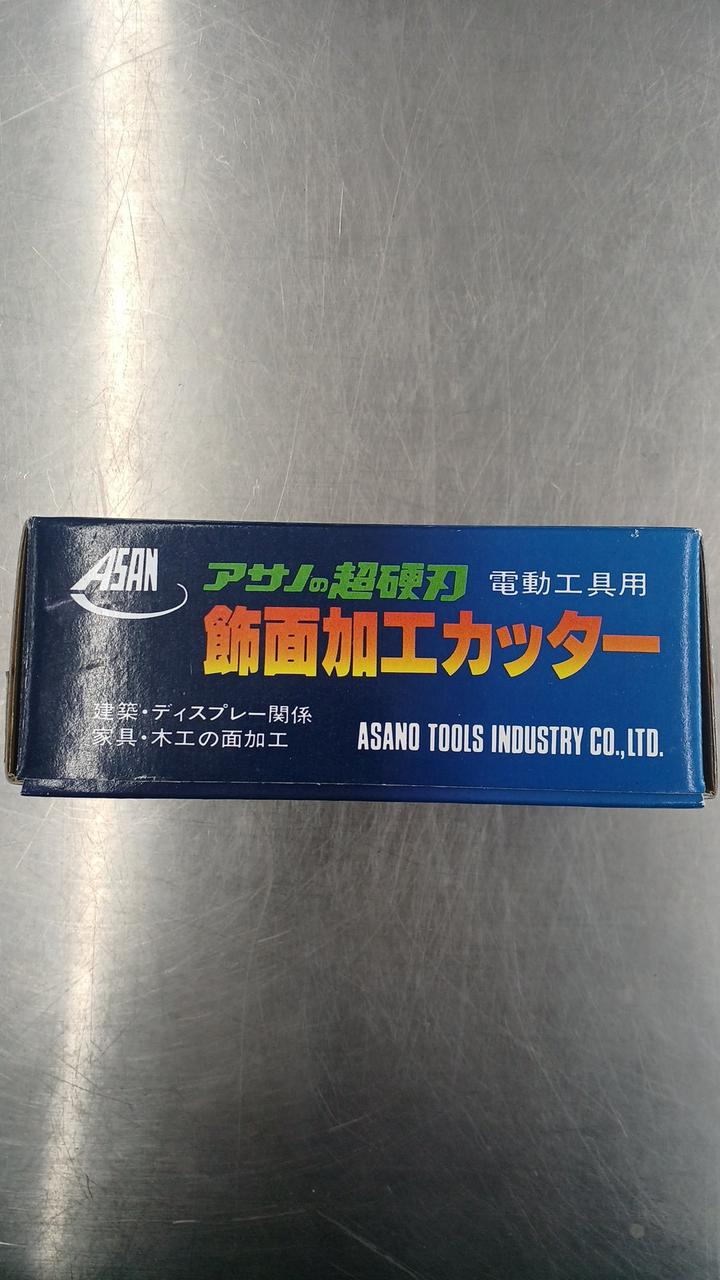 ASAN
アサノの超硬刃 電動工具用
飾面加工カッター
建築・ディスプレー関係
家具・木工の面加工
ASANO TOOLS INDUSTRY CO.,LTD.